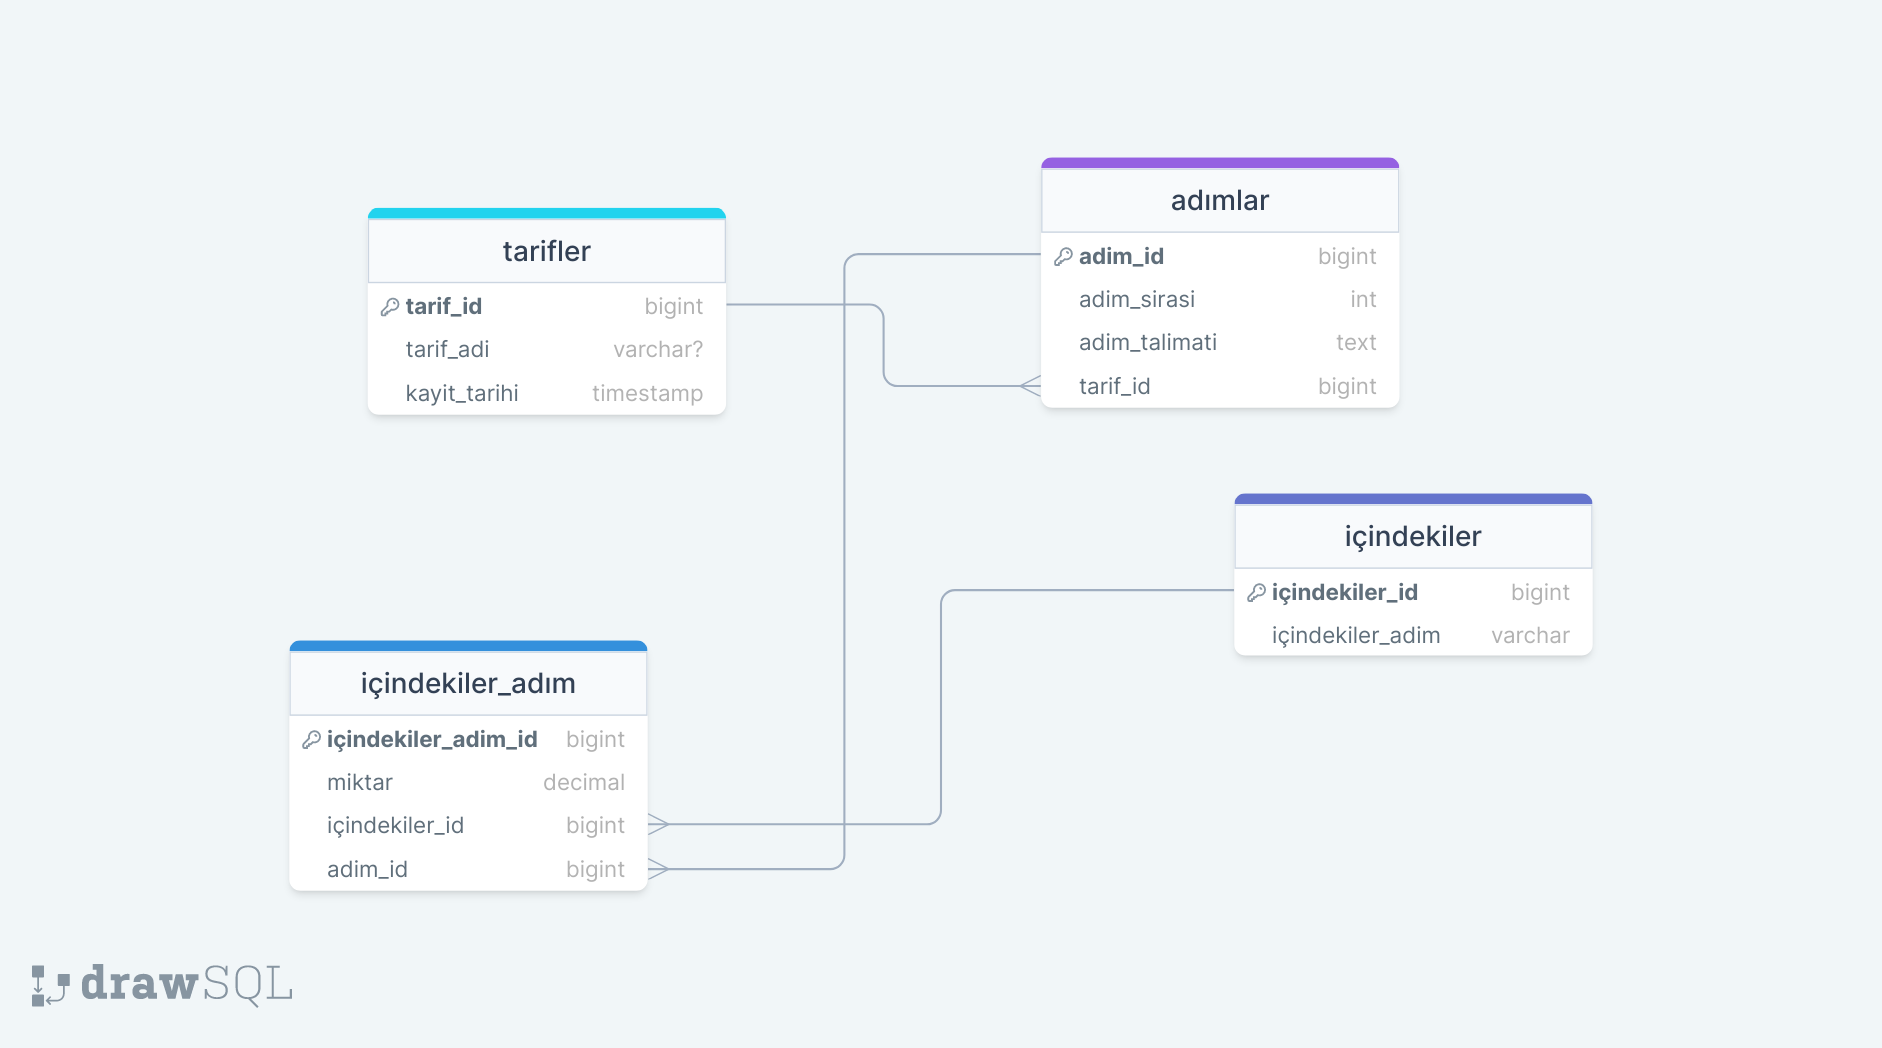 tarifler
tarif_id bigint
tarif_adi varchar?
kayit_tarihi timestamp
adımlar
adim_id bigint
adim_sirasi int
adim_talimati text
tarif_id bigint
içindekiler
içindekiler_id bigint
içindekiler_adim varchar
içindekiler_adım
içindekiler_adim_id bigint
miktar decimal
içindekiler_id bigint
adim_id bigint
drawSQL